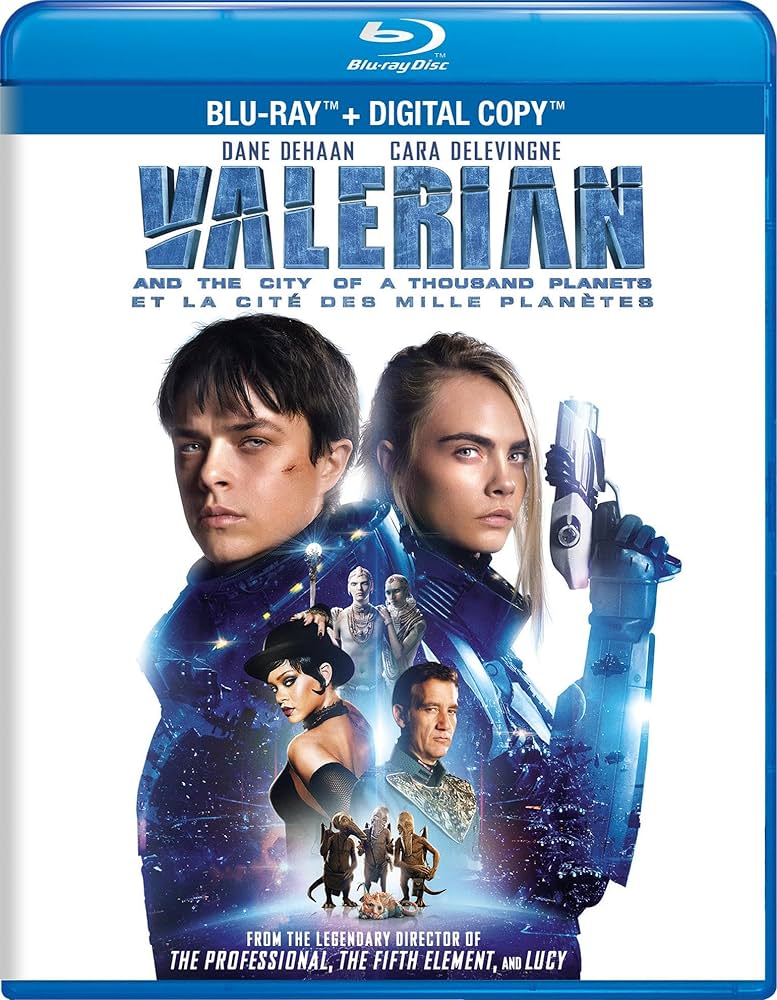 Blu-ray Disc™
BLU-RAY™ + DIGITAL COPY™
DANE DEHAAN CARA DELEVINGNE
VALERIAN
AND THE CITY OF A THOUSAND PLANETS
ET LA CITÉ DES MILLE PLANÈTES
FROM THE LEGENDARY DIRECTOR OF
THE PROFESSIONAL, THE FIFTH ELEMENT, AND LUCY